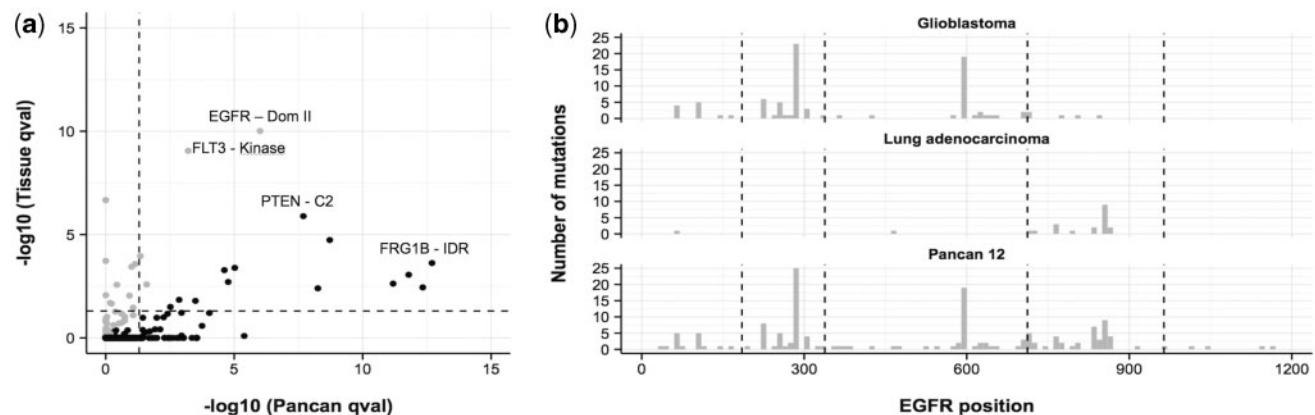 (a)
15
10
5
0
-log10 (Tissue qval)
EGFR – Dom II
FLT3 - Kinase
PTEN - C2
FRG1B - IDR
0 5 10 15
-log10 (Pancan qval)
(b)
Number of mutations
Glioblastoma
25
20
15
10
5
0
Lung adenocarcinoma
25
20
15
10
5
0
Pancan 12
25
20
15
10
5
0
0 300 600 900 1200
EGFR position